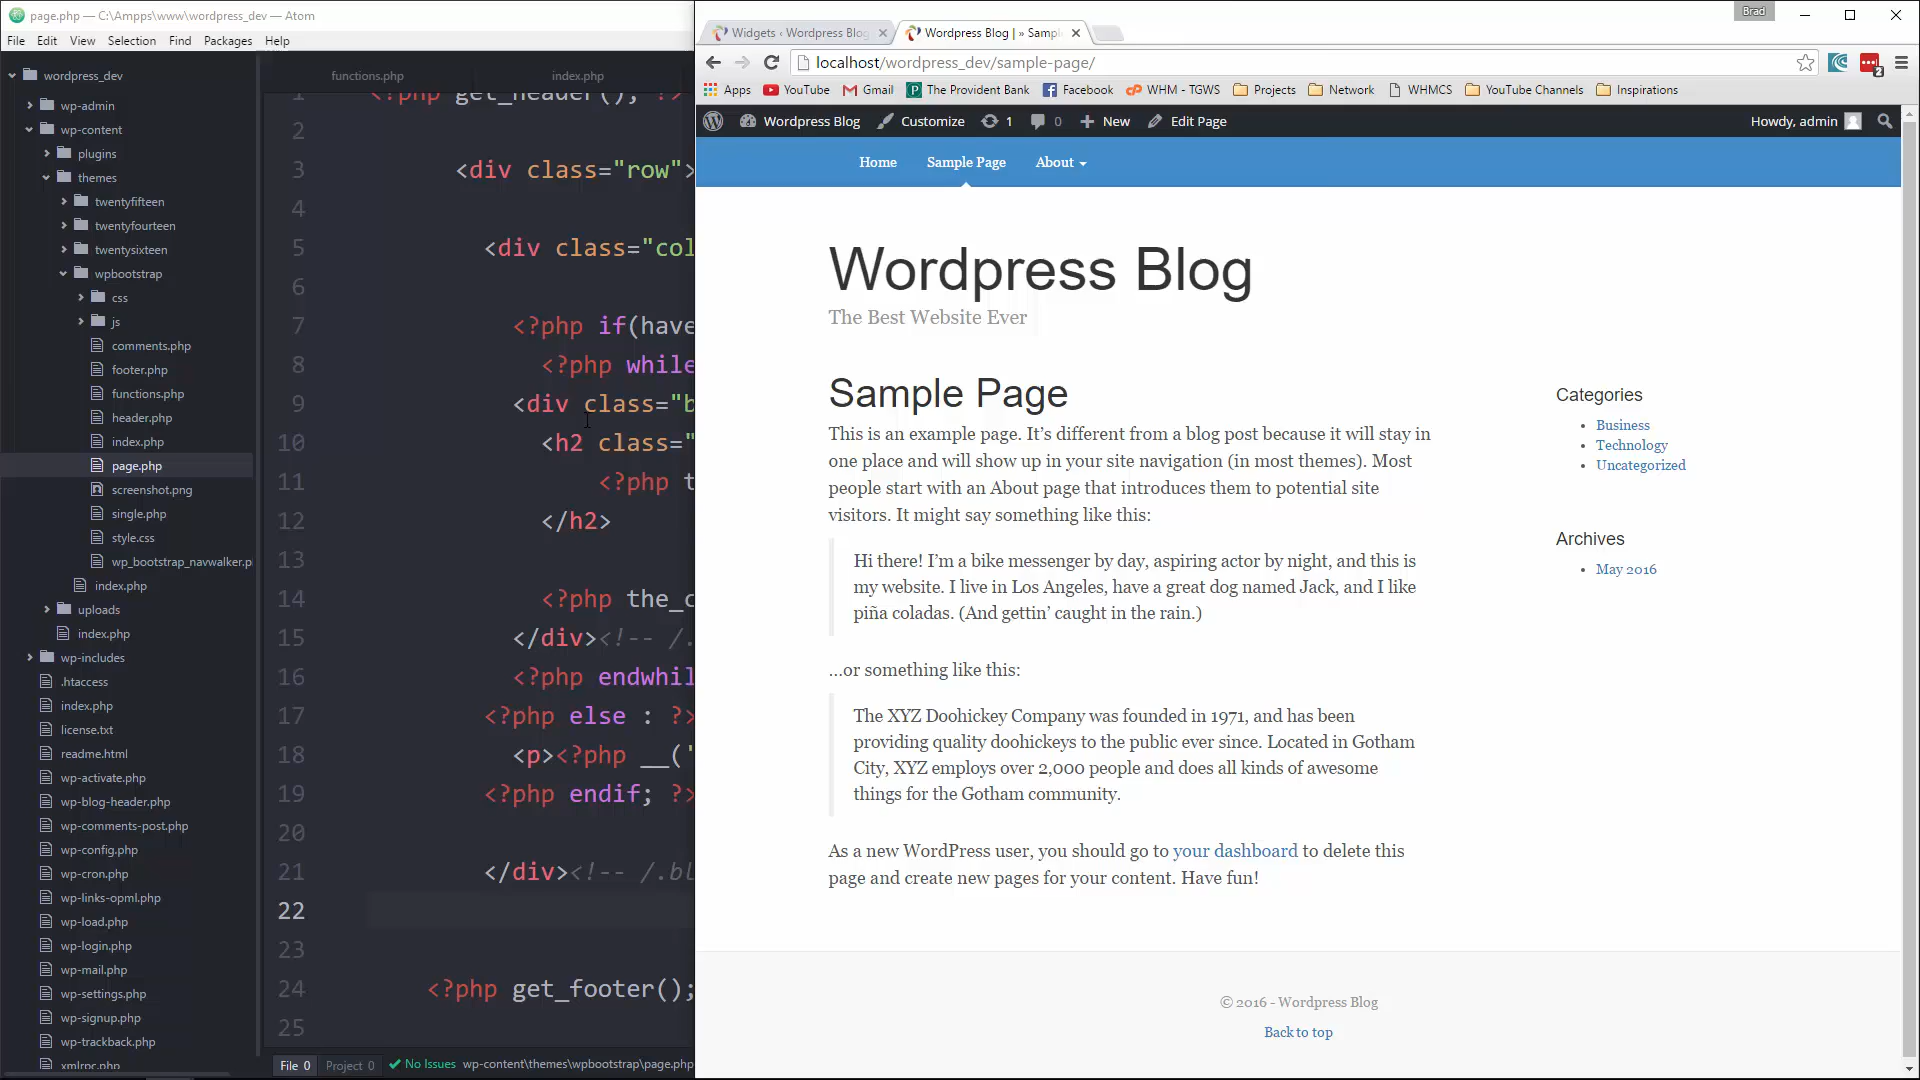 page.php — C:\Ampps\www\wordpress_dev — Atom
File Edit View Selection Find Packages Help
wordpress_dev
wp-admin
wp-content
plugins
themes
twentyfifteen
twentyfourteen
twentysixteen
wpbootstrap
css
js
comments.php
footer.php
functions.php
header.php
index.php
page.php
screenshot.png
single.php
style.css
wp_bootstrap_navwalker.p
index.php
uploads
index.php
wp-includes
.htaccess
index.php
license.txt
readme.html
wp-activate.php
wp-blog-header.php
wp-comments-post.php
wp-config.php
wp-cron.php
wp-links-opml.php
wp-load.php
wp-login.php
wp-mail.php
wp-settings.php
wp-signup.php
wp-trackback.php
xmlrpc.php
functions.php index.php
1 <?php get_header(); ?>
2
3 <div class="row">
4
5 <div class="col
6
7 <?php if(have
8 <?php while
9 <div class="b
10 <h2 class="
11 <?php t
12 </h2>
13
14 <?php the_c
15 </div><!-- /.
16 <?php endwhil
17 <?php else : ?>
18 <p><?php __('
19 <?php endif; ?>
20
21 </div><!-- /.bl
22
23
24 <?php get_footer();
25
File 0 Project 0 No Issues wp-content\themes\wpbootstrap\page.php
Brad
Widgets ‹ Wordpress Blog
Wordpress Blog | » Sampl
localhost/wordpress_dev/sample-page/
2
Apps YouTube Gmail The Provident Bank Facebook WHM - TGWS Projects Network WHMCS YouTube Channels Inspirations
Wordpress Blog Customize 1 0 New Edit Page Howdy, admin
Home Sample Page About
Wordpress Blog
The Best Website Ever
Sample Page
This is an example page. It’s different from a blog post because it will stay in
one place and will show up in your site navigation (in most themes). Most
people start with an About page that introduces them to potential site
visitors. It might say something like this:
Hi there! I’m a bike messenger by day, aspiring actor by night, and this is
my website. I live in Los Angeles, have a great dog named Jack, and I like
piña coladas. (And gettin’ caught in the rain.)
…or something like this:
The XYZ Doohickey Company was founded in 1971, and has been
providing quality doohickeys to the public ever since. Located in Gotham
City, XYZ employs over 2,000 people and does all kinds of awesome
things for the Gotham community.
As a new WordPress user, you should go to your dashboard to delete this
page and create new pages for your content. Have fun!
Categories
Business
Technology
Uncategorized
Archives
May 2016
© 2016 - Wordpress Blog
Back to top